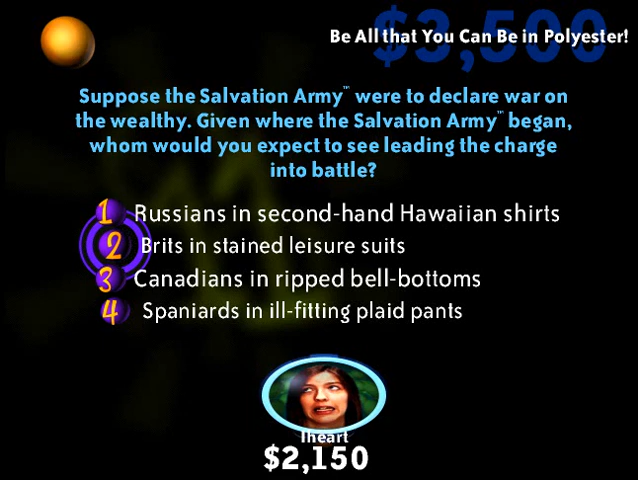 $3,500
Be All that You Can Be in Polyester!
Suppose the Salvation Army™ were to declare war on
the wealthy. Given where the Salvation Army™ began,
whom would you expect to see leading the charge
into battle?
1 Russians in second-hand Hawaiian shirts
2 Brits in stained leisure suits
3 Canadians in ripped bell-bottoms
4 Spaniards in ill-fitting plaid pants
Iheart
$2,150